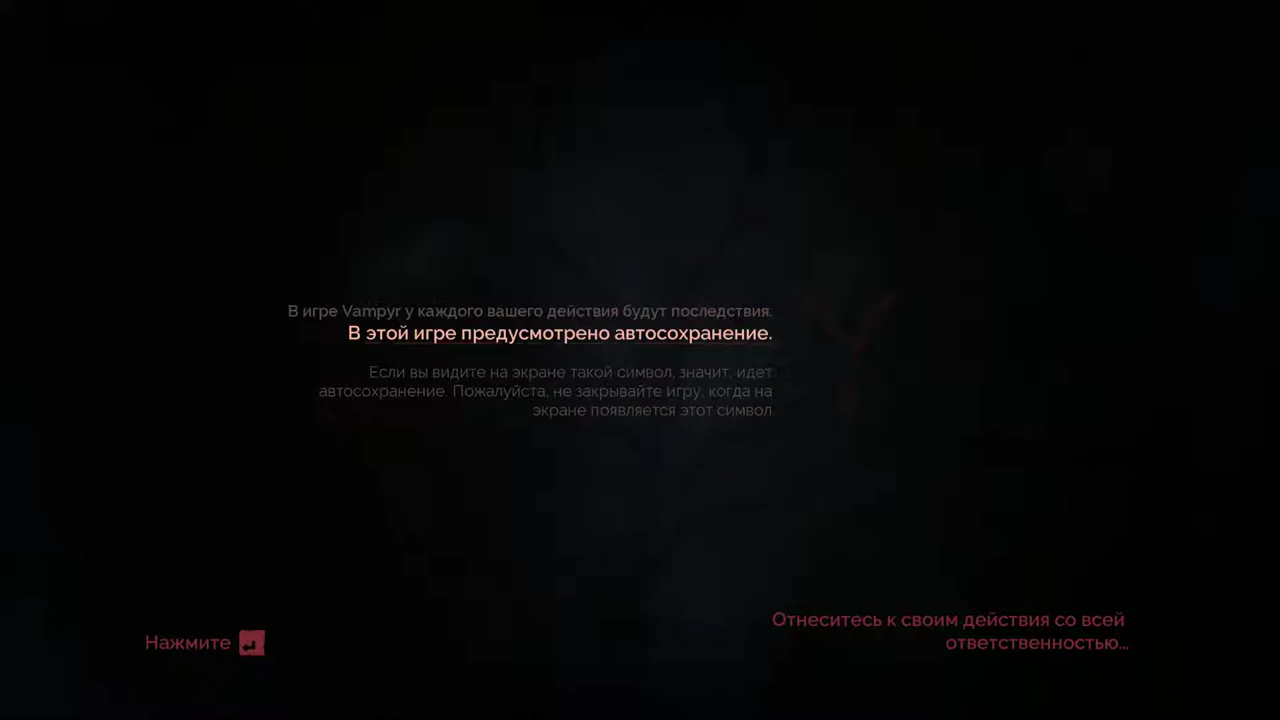 В игре Vampyr у каждого вашего действия будут последствия.
В этой игре предусмотрено автосохранение.
Если вы видите на экране такой символ, значит, идет
автосохранение. Пожалуйста, не закрывайте игру, когда на
экране появляется этот символ
Отнеситесь к своим действия со всей
ответственностью...
Нажмите